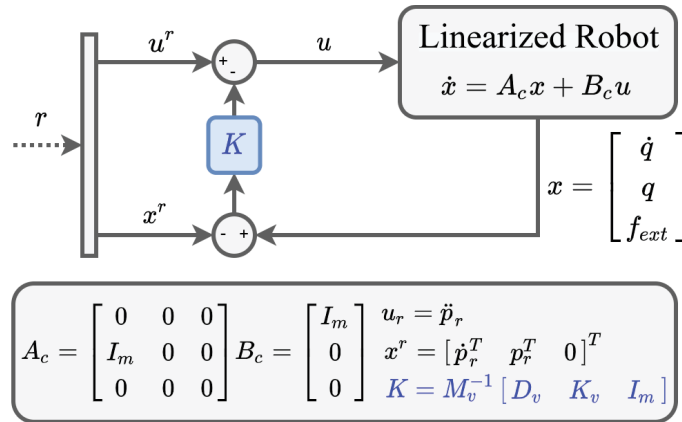 u^r
+
-
u
Linearized Robot
ẋ = A_c x + B_c u
r
K
x^r
- +
x = [ q̇ q f_ext ]
A_c = [ 0 0 0 ; I_m 0 0 ; 0 0 0 ] B_c = [ I_m ; 0 ; 0 ]
u_r = p̈_r
x^r = [ ṗ_r^T p_r^T 0 ]^T
K = M_v^{-1} [ D_v K_v I_m ]